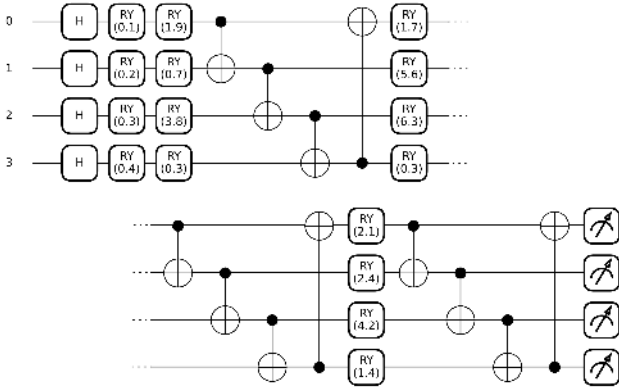 0 H RY (0.1) RY (1.9) RY (1.7)
1 H RY (0.2) RY (0.7) RY (5.6)
2 H RY (0.3) RY (3.8) RY (6.3)
3 H RY (0.4) RY (0.3) RY (0.3)
RY (2.1)
RY (2.4)
RY (4.2)
RY (1.4)